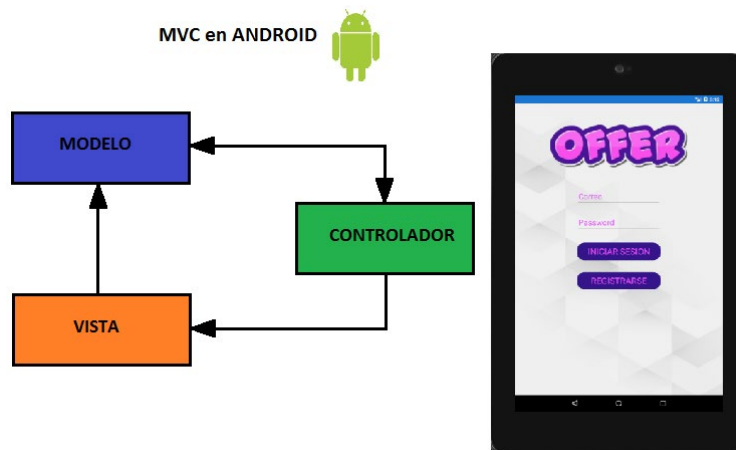 MVC en ANDROID
MODELO
CONTROLADOR
VISTA
OFFER
Correo
Password
INICIAR SESION
REGISTRARSE